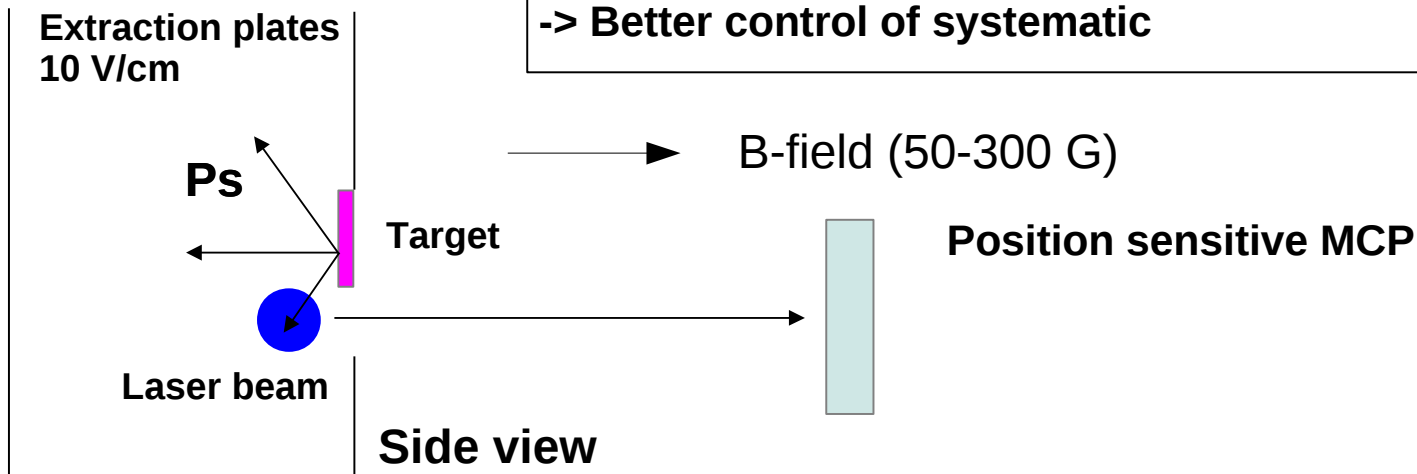 Extraction plates
10 V/cm
-> Better control of systematic
B-field (50-300 G)
Ps
Target
Position sensitive MCP
Laser beam
Side view